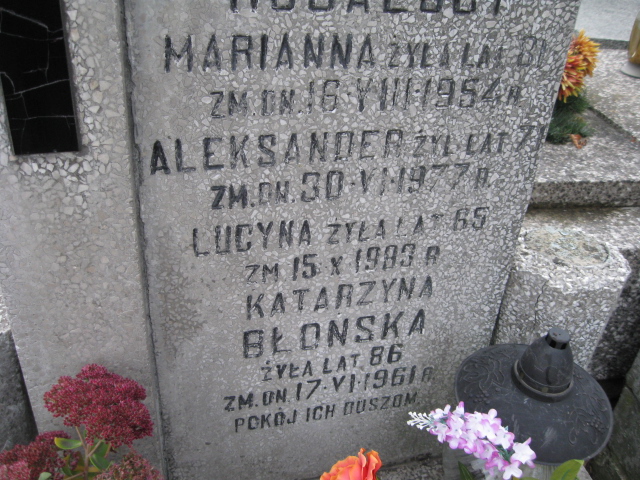 MARIANNA ŻYŁA LAT 81
ZM. DN. 16·VIII·1954 R
ALEKSANDER ŻYŁ LAT
ZM. DN. 30·VI·1977 R
LUCYNA ŻYŁA LAT 65
ZM 15 X 1983 R
KATARZYNA
BŁOŃSKA
ŻYŁA LAT 86
ZM. DN. 17·VI·1961 R.
POKÓJ ICH DUSZOM.